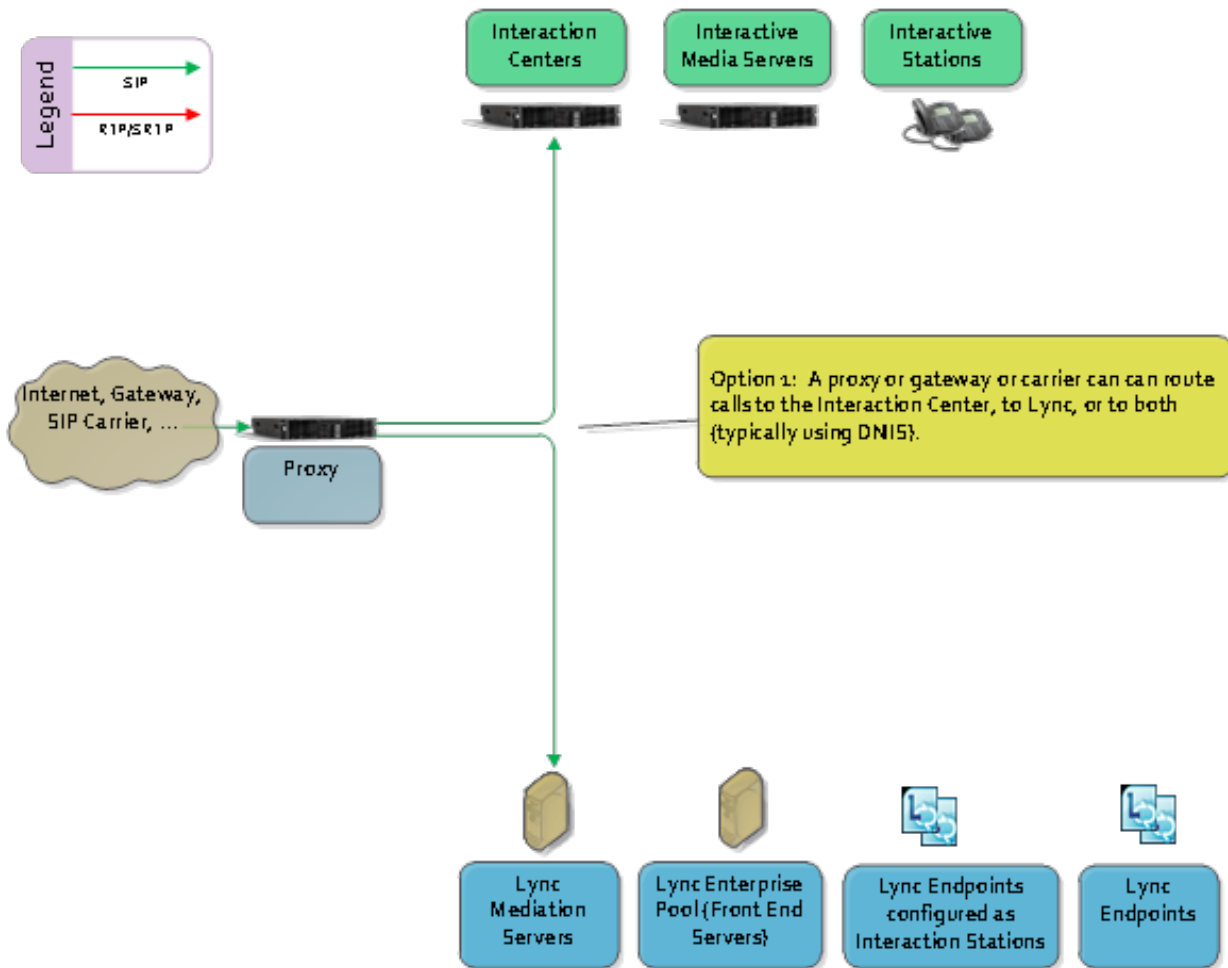 Interaction
Centers
Interactive
Media Servers
Interactive
Stations
Legend
SIP
R1P/SR1P
Internet, Gateway,
SIP Carrier, ...
Proxy
Option 1: A proxy or gateway or carrier can can route
calls to the Interaction Center, to Lync, or to both
(typically using DNIS).
Lync
Mediation
Servers
Lync Enterprise
Pool (Front End
Servers)
Lync Endpoints
configured as
Interaction Stations
Lync
Endpoints